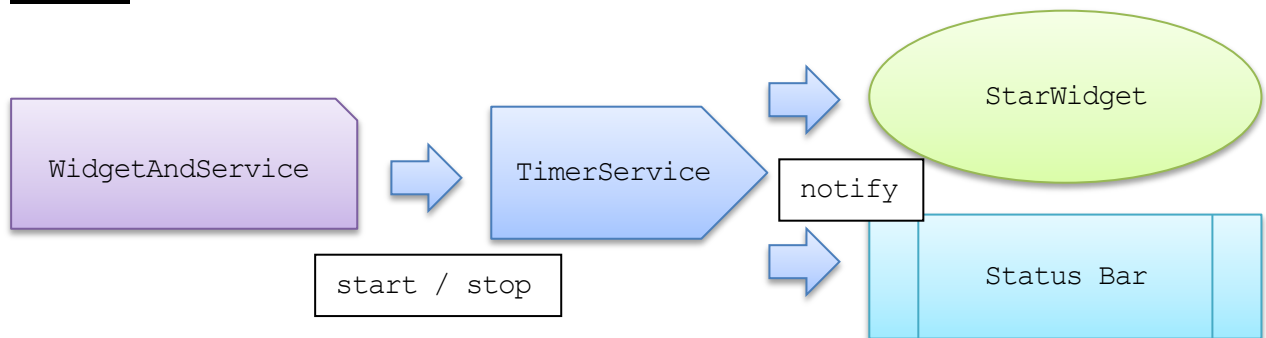 WidgetAndService
start / stop
TimerService
notify
StarWidget
Status Bar